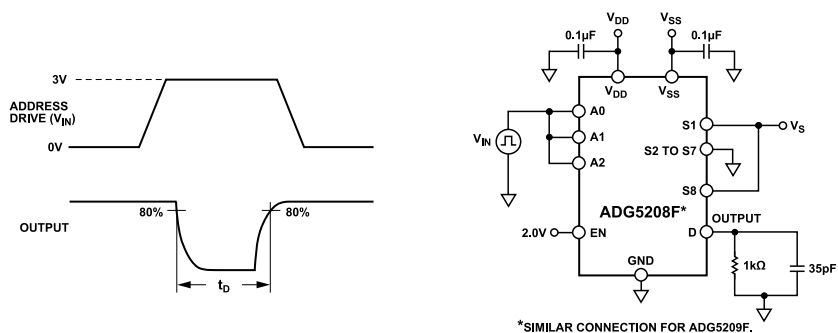 3V
ADDRESS
DRIVE (VIN)
0V
OUTPUT
80%
80%
tD
VDD
VSS
0.1µF
0.1µF
VDD
VSS
A0
A1
A2
VIN
S1
VS
S2 TO S7
S8
ADG5208F*
OUTPUT
2.0V
EN
D
GND
1kΩ
35pF
*SIMILAR CONNECTION FOR ADG5209F.